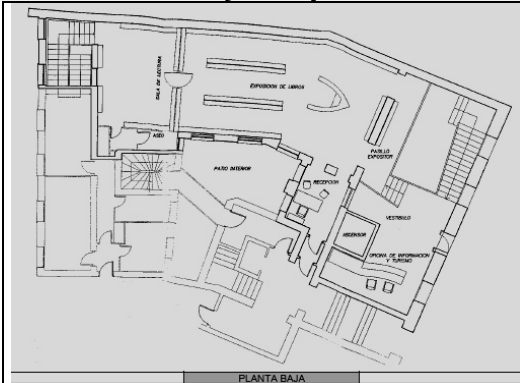 SALA DE LECTURA
EXPOSICION DE LIBROS
ASEO
PASILLO
EXPOSITOR
PATIO INTERIOR
RECEPCION
VESTIBULO
ASCENSOR
OFICINA DE INFORMACION
Y TURISMO
PLANTA BAJA